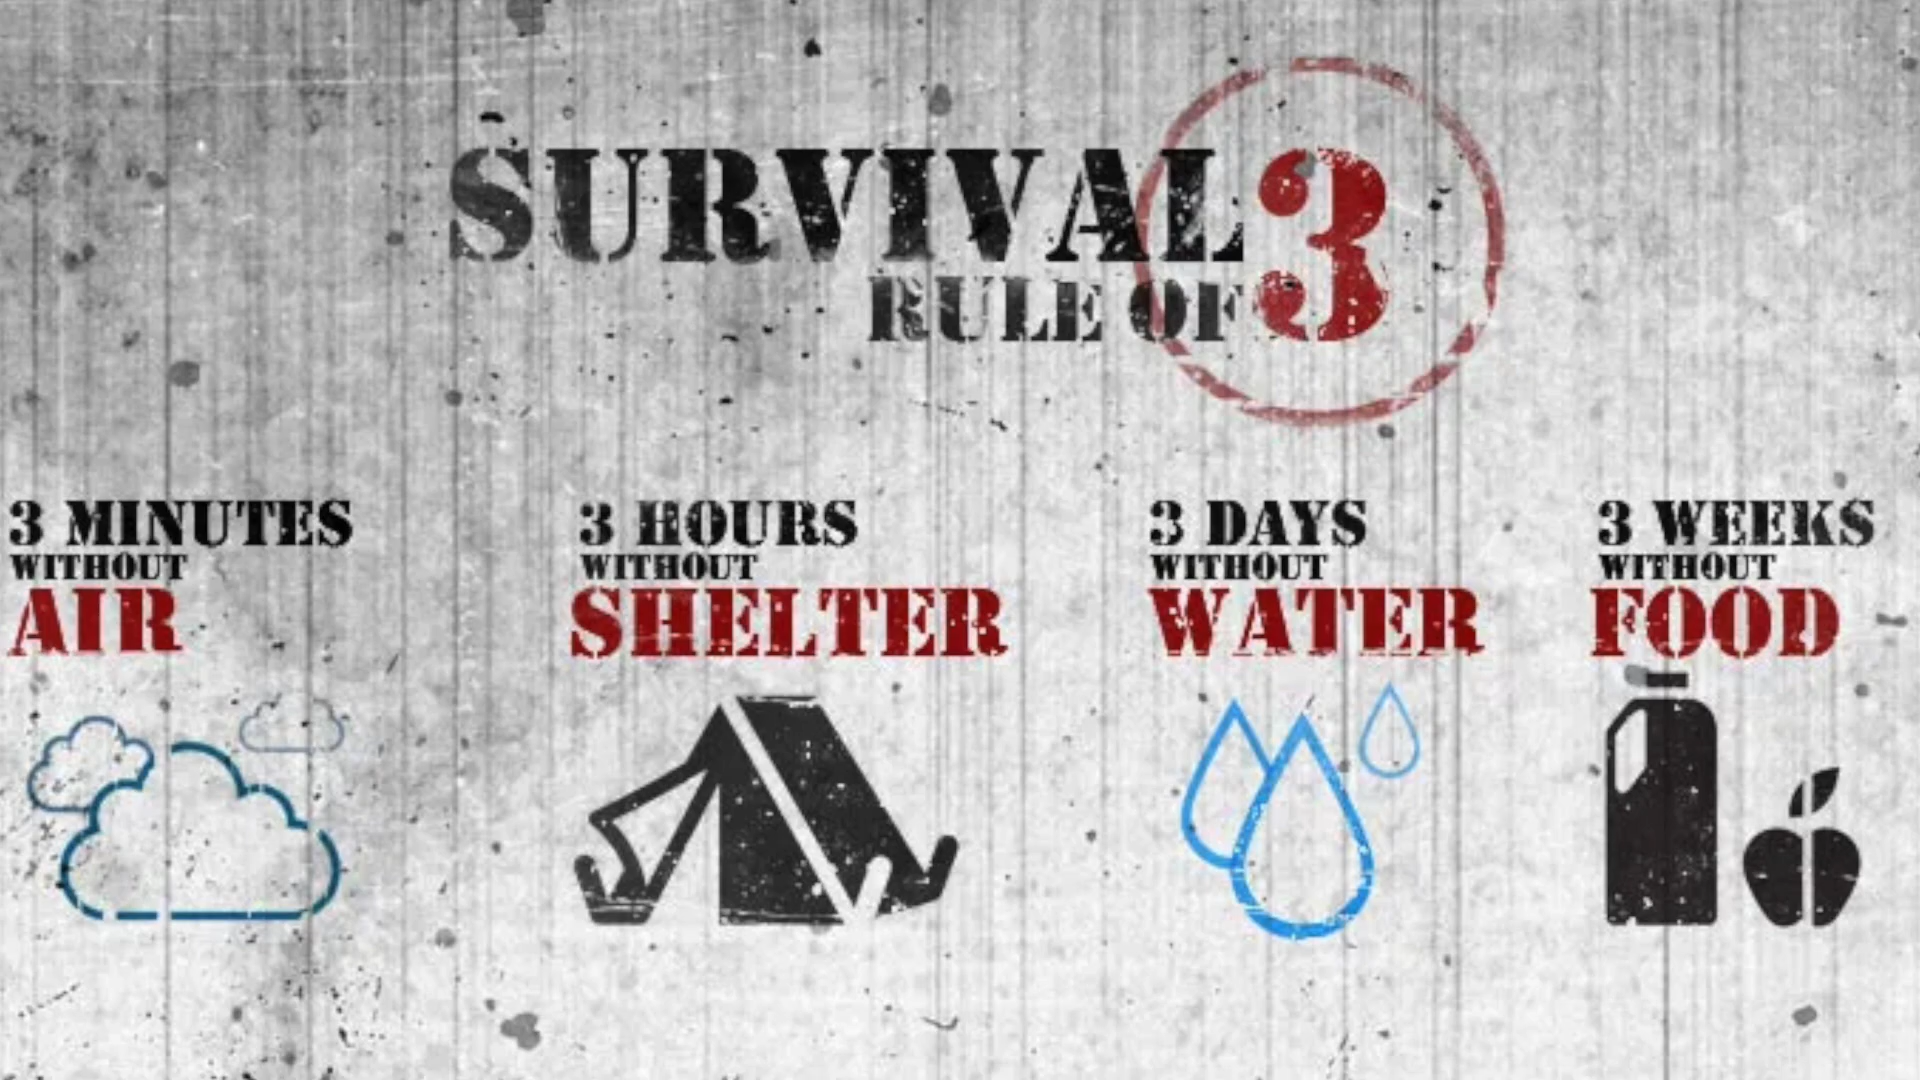 SURVIVAL 3
RULE OF
3 MINUTES
WITHOUT
AIR
3 HOURS
WITHOUT
SHELTER
3 DAYS
WITHOUT
WATER
3 WEEKS
WITHOUT
FOOD